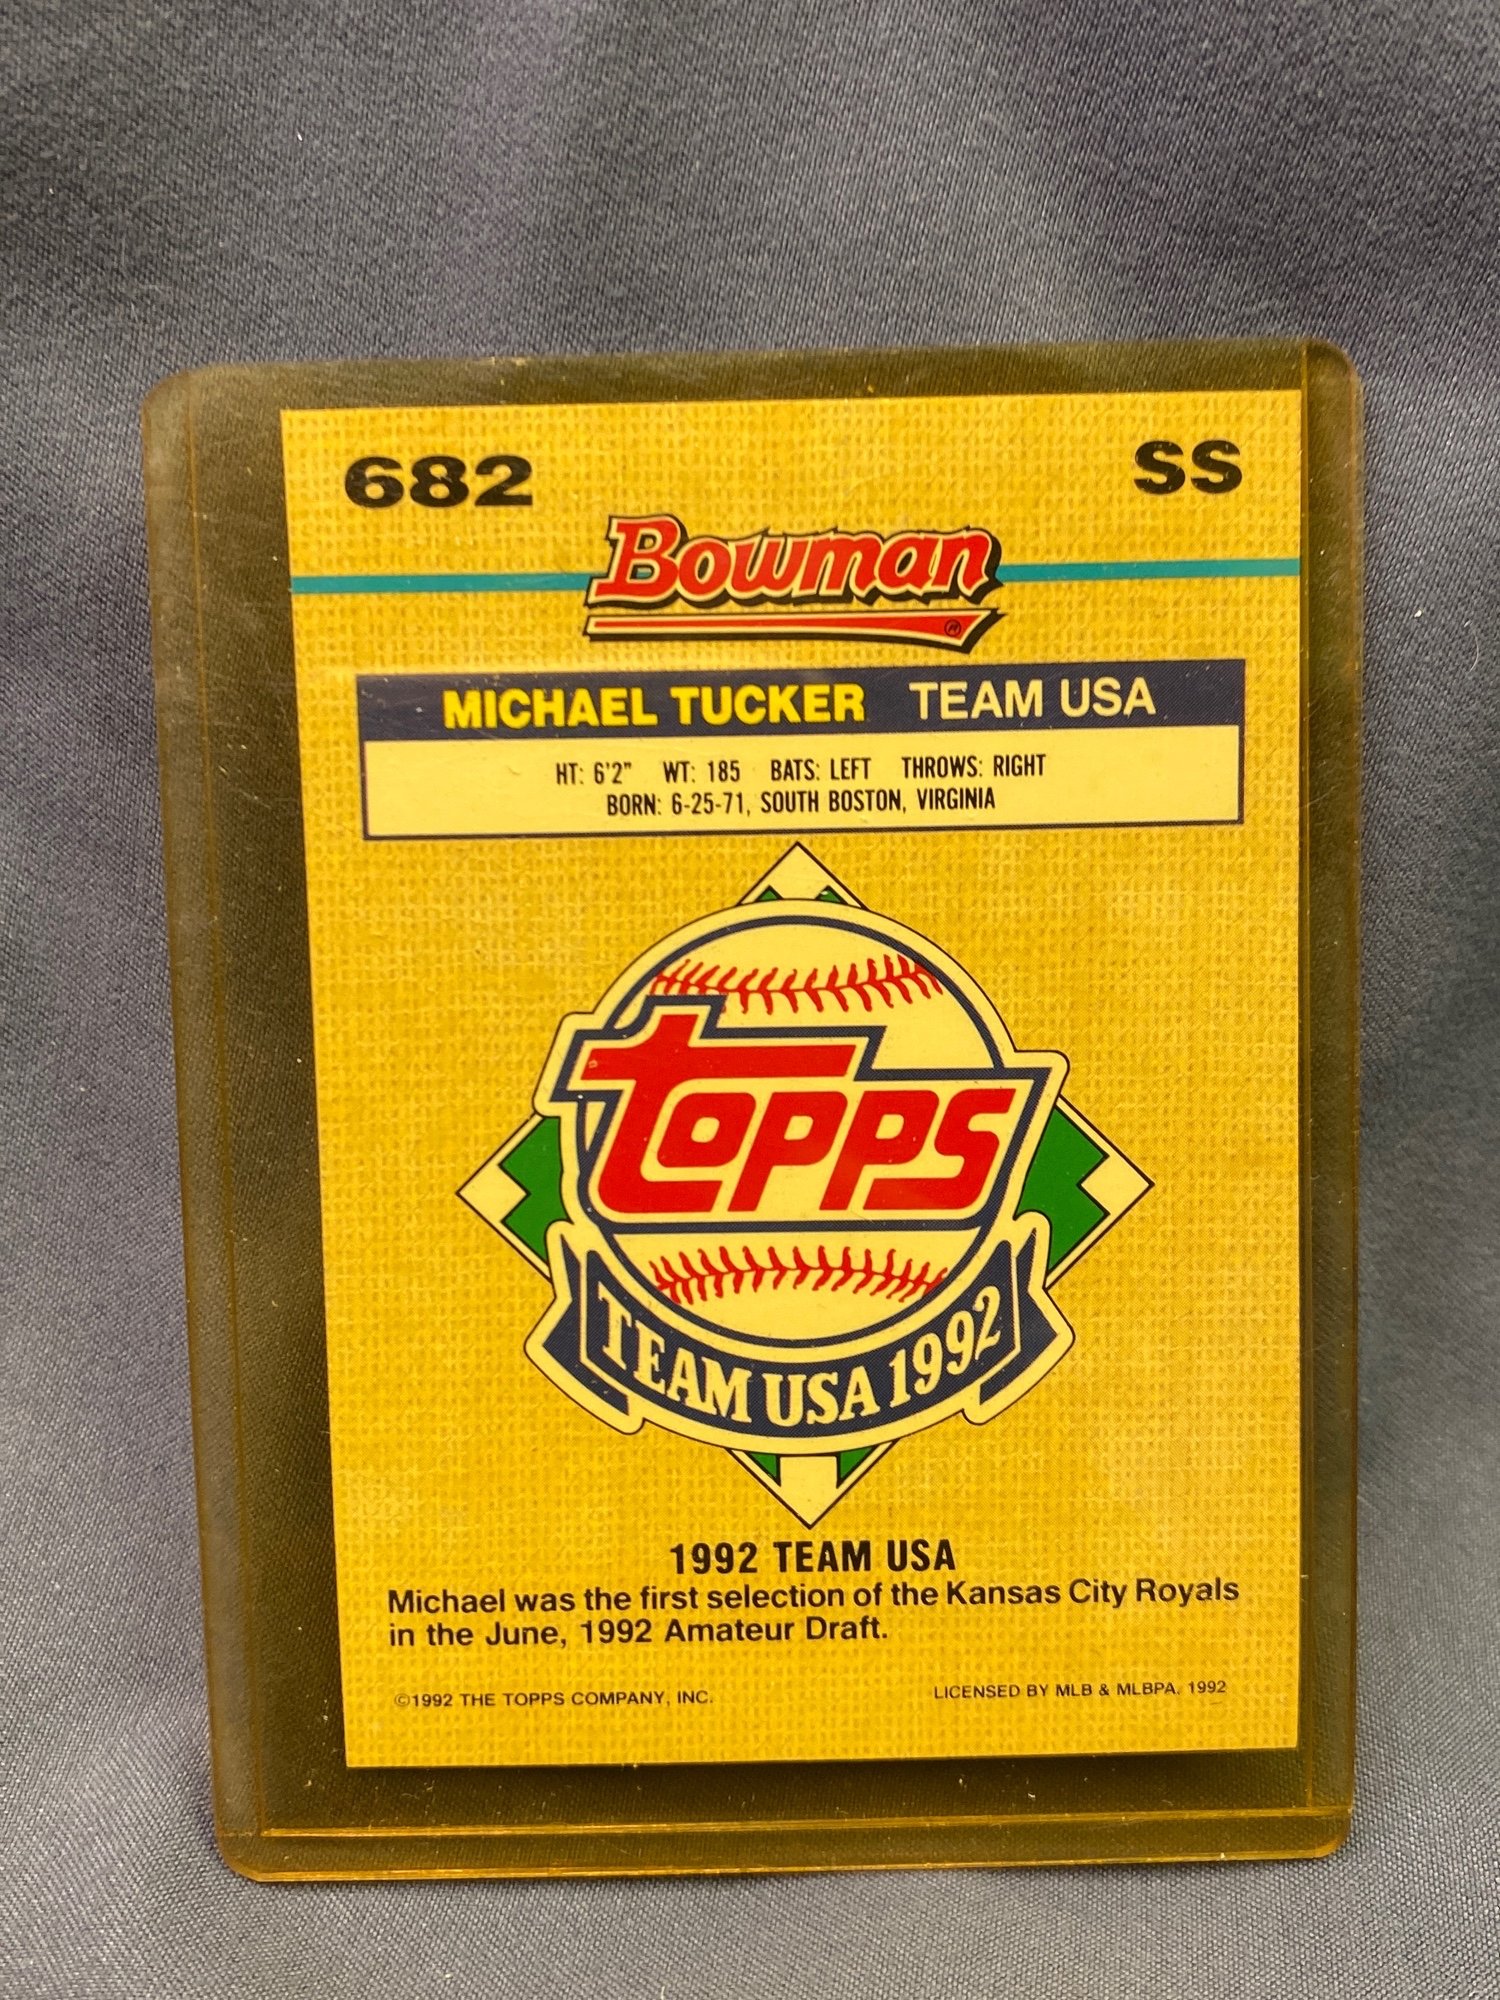 682 SS
Bowman
®
MICHAEL TUCKER TEAM USA
HT: 6'2" WT: 185 BATS: LEFT THROWS: RIGHT
BORN: 6-25-71, SOUTH BOSTON, VIRGINIA
TOPPS
TEAM USA 1992
1992 TEAM USA
Michael was the first selection of the Kansas City Royals
in the June, 1992 Amateur Draft.
©1992 THE TOPPS COMPANY, INC. LICENSED BY MLB & MLBPA. 1992